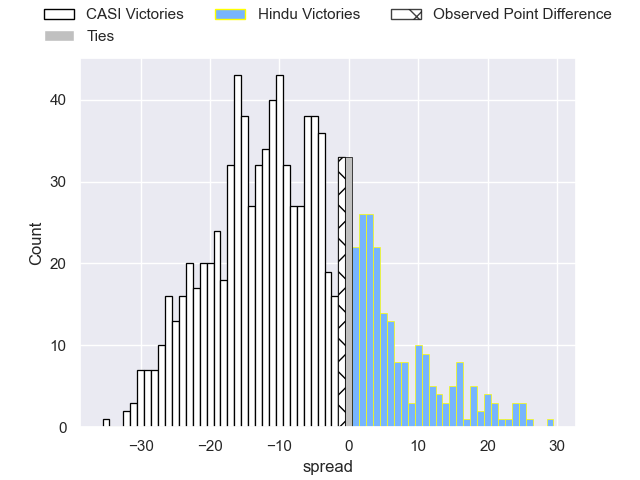 CASI Victories Hindu Victories Observed Point Difference
Ties
40
30
20
10
0
Count
−30 −20 −10 0 10 20 30
spread